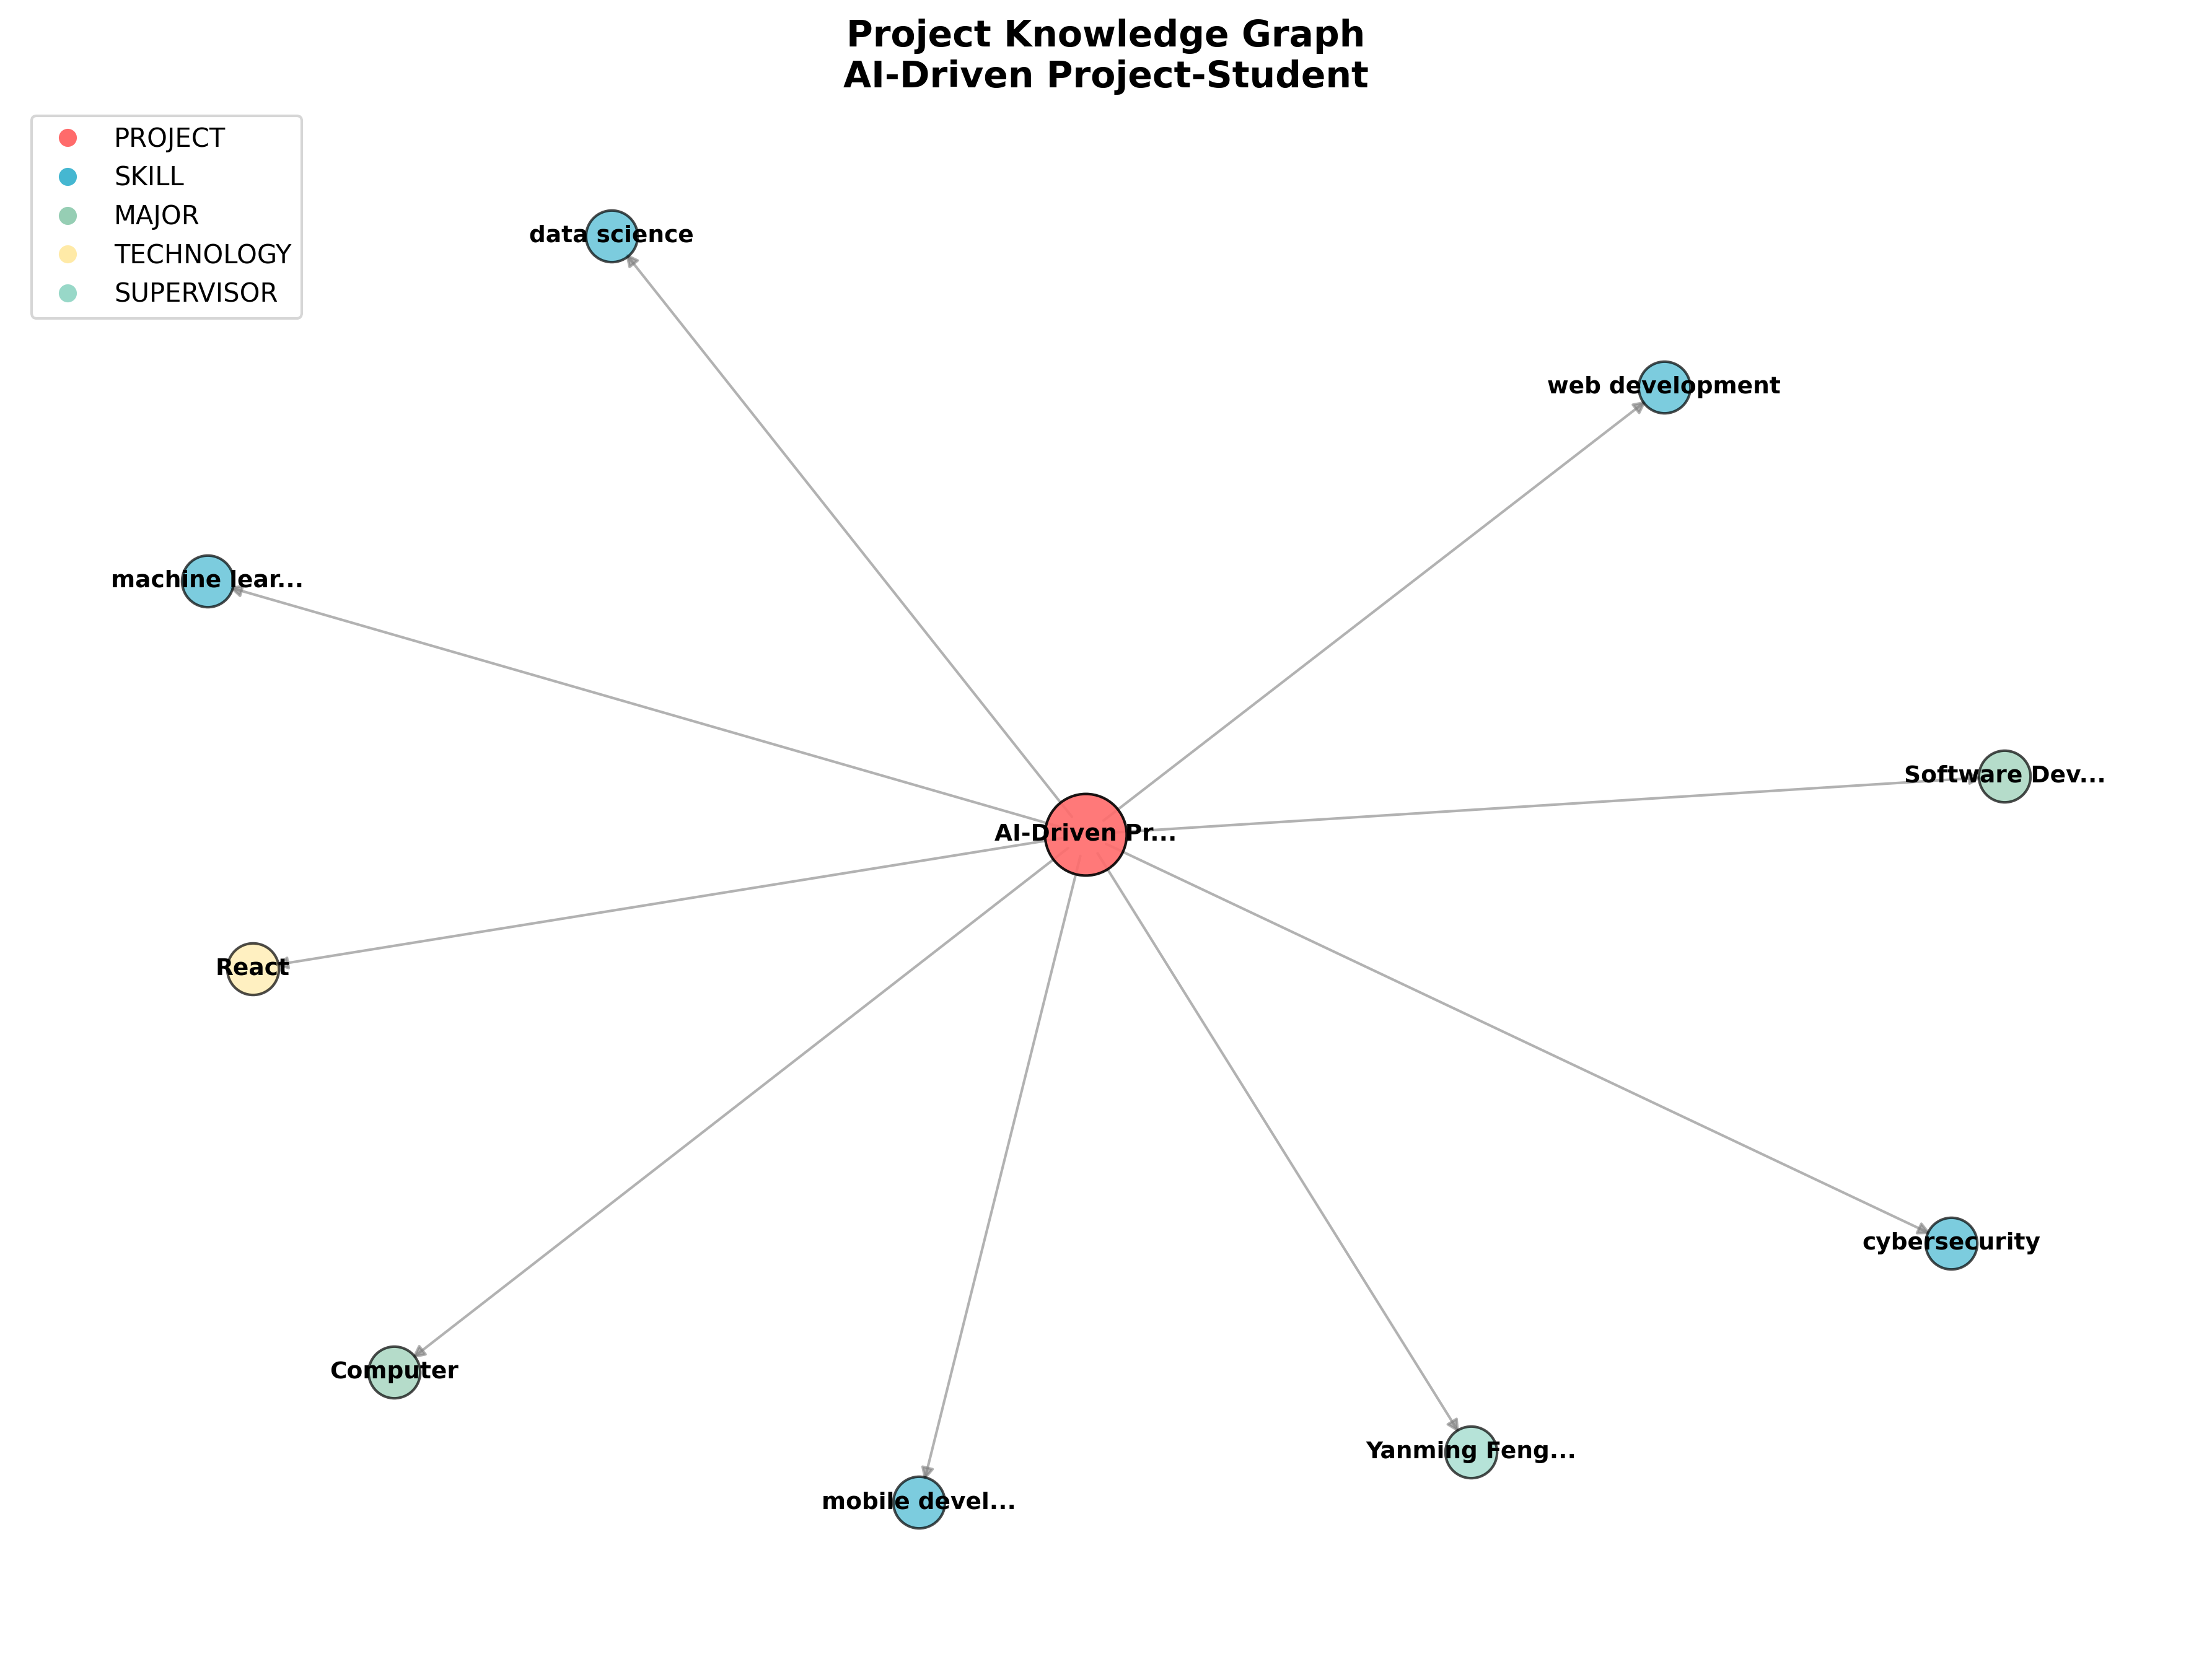 Project Knowledge Graph
AI-Driven Project-Student
PROJECT
SKILL
MAJOR
TECHNOLOGY
SUPERVISOR
data science
web development
machine lear...
Software Dev...
AI-Driven Pr...
React
cybersecurity
Computer
Yanming Feng...
mobile devel...